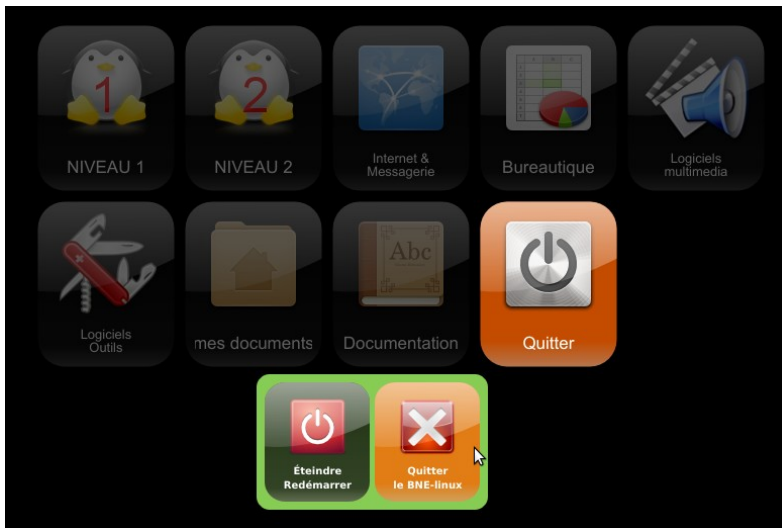 1
2
NIVEAU 1
NIVEAU 2
Internet &
Messagerie
Bureautique
Logiciels
multimedia
Abc
Logiciels
Outils
mes documents
Documentation
Quitter
Éteindre
Redémarrer
Quitter
le BNE-linux